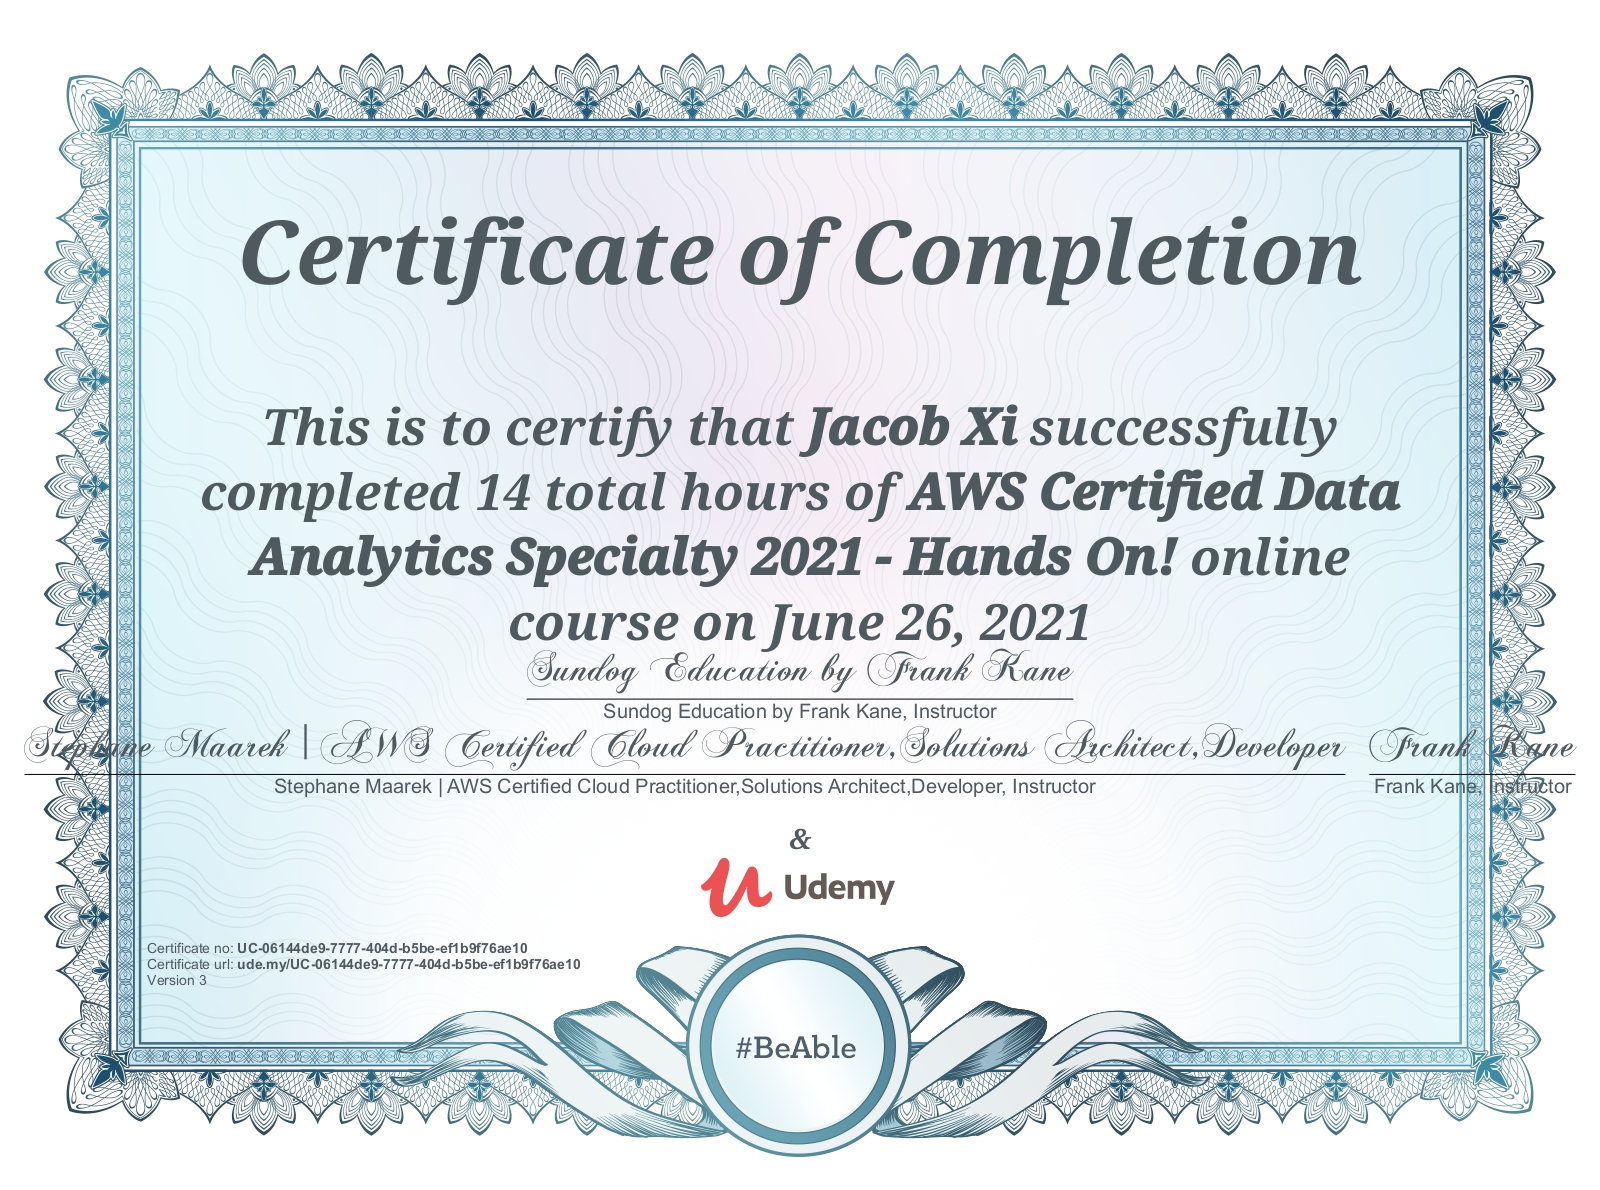 Certificate of Completion
This is to certify that Jacob Xi successfully
completed 14 total hours of AWS Certified Data
Analytics Specialty 2021 - Hands On! online
course on June 26, 2021
Sundog Education by Frank Kane
Sundog Education by Frank Kane, Instructor
Stephane Maarek | AWS Certified Cloud Practitioner,Solutions Architect,Developer
Stephane Maarek | AWS Certified Cloud Practitioner,Solutions Architect,Developer, Instructor
Frank Kane
Frank Kane, Instructor
&
Udemy
Certificate no: UC-06144de9-7777-404d-b5be-ef1b9f76ae10
Certificate url: ude.my/UC-06144de9-7777-404d-b5be-ef1b9f76ae10
Version 3
#BeAble